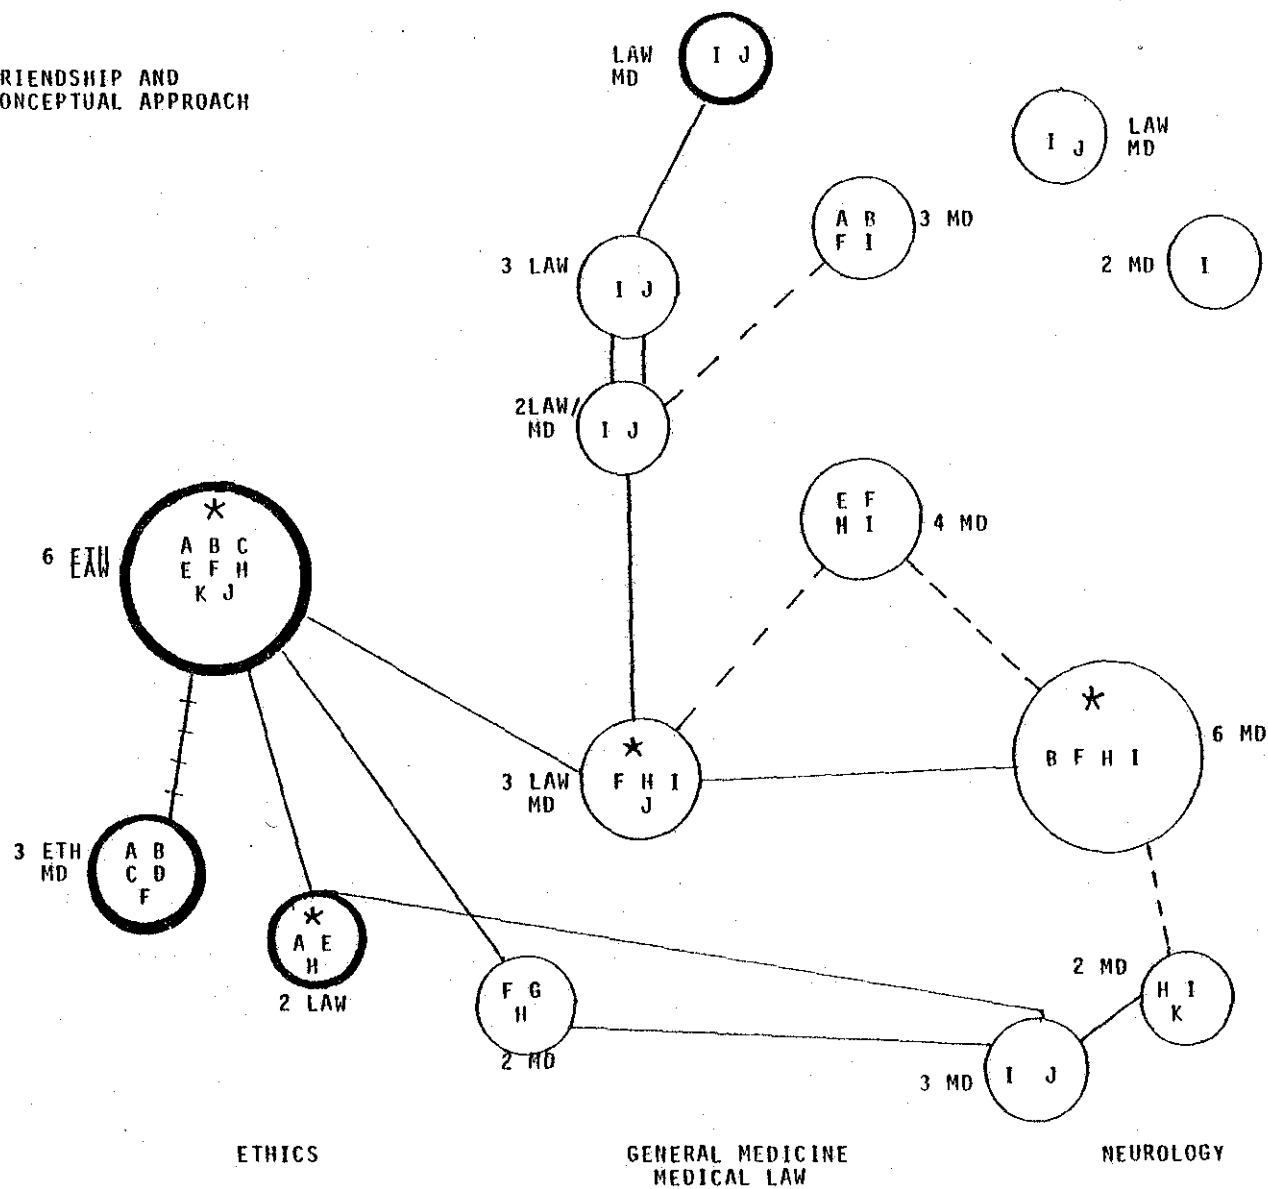 RIENDSHIP AND
ONCEPTUAL APPROACH
LAW
MD
I J
I J
LAW
MD
A B
F I
3 MD
2 MD
I
3 LAW
I J
2LAW/
MD
I J
E F
H I
4 MD
6 ETH
LAW
*
A B C
E F H
K J
3 LAW
MD
*
F H I
J
*
B F H I
6 MD
3 ETH
MD
A B
C D
F
*
A E
H
2 LAW
F G
H
2 MD
2 MD
H I
K
3 MD
I J
ETHICS
GENERAL MEDICINE
MEDICAL LAW
NEUROLOGY